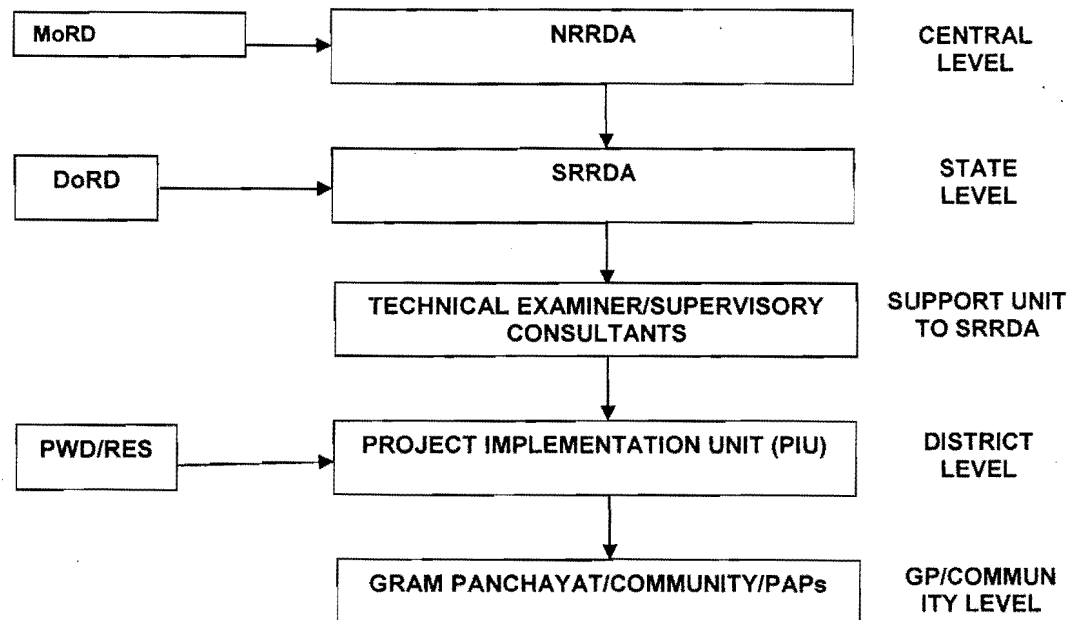 MoRD
NRRDA
CENTRAL
LEVEL
DoRD
SRRDA
STATE
LEVEL
TECHNICAL EXAMINER/SUPERVISORY
CONSULTANTS
SUPPORT UNIT
TO SRRDA
PWD/RES
PROJECT IMPLEMENTATION UNIT (PIU)
DISTRICT
LEVEL
GRAM PANCHAYAT/COMMUNITY/PAPs
GP/COMMUN
ITY LEVEL